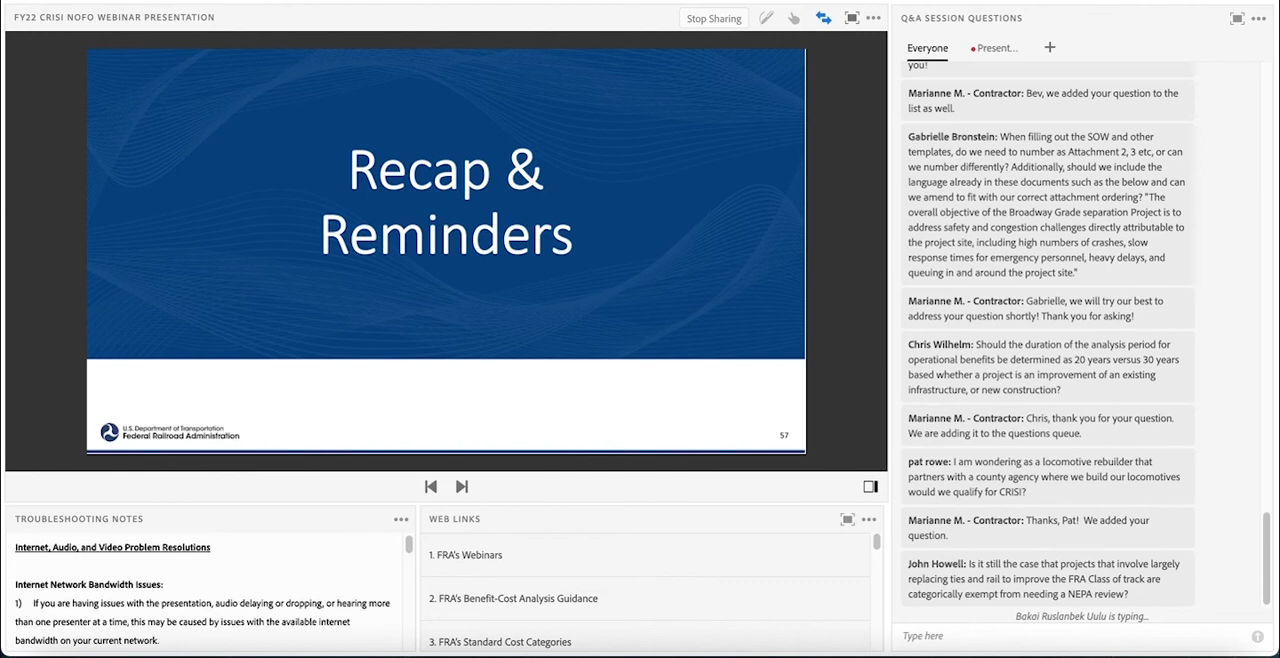 FY22 CRISI NOFO WEBINAR PRESENTATION
Stop Sharing
Recap &
Reminders
U.S. Department of Transportation
Federal Railroad Administration
57
TROUBLESHOOTING NOTES
Internet, Audio, and Video Problem Resolutions
Internet Network Bandwidth Issues:
1) If you are having issues with the presentation, audio delaying or dropping, or hearing more
than one presenter at a time, this may be caused by issues with the available internet
bandwidth on your current network.
WEB LINKS
1. FRA's Webinars
2. FRA's Benefit-Cost Analysis Guidance
3. FRA's Standard Cost Categories
Q&A SESSION QUESTIONS
Everyone
Present...
you!
Marianne M. - Contractor: Bev, we added your question to the
list as well.
Gabrielle Bronstein: When filling out the SOW and other
templates, do we need to number as Attachment 2, 3 etc, or can
we number differently? Additionally, should we include the
language already in these documents such as the below and can
we amend to fit with our correct attachment ordering? "The
overall objective of the Broadway Grade separation Project is to
address safety and congestion challenges directly attributable to
the project site, including high numbers of crashes, slow
response times for emergency personnel, heavy delays, and
queuing in and around the project site."
Marianne M. - Contractor: Gabrielle, we will try our best to
address your question shortly! Thank you for asking!
Chris Wilhelm: Should the duration of the analysis period for
operational benefits be determined as 20 years versus 30 years
based whether a project is an improvement of an existing
infrastructure, or new construction?
Marianne M. - Contractor: Chris, thank you for your question.
We are adding it to the questions queue.
pat rowe: I am wondering as a locomotive rebuilder that
partners with a county agency where we build our locomotives
would we qualify for CRISI?
Marianne M. - Contractor: Thanks, Pat! We added your
question.
John Howell: Is it still the case that projects that involve largely
replacing ties and rail to improve the FRA Class of track are
categorically exempt from needing a NEPA review?
Bakai Ruslanbek Uulu is typing...
Type here